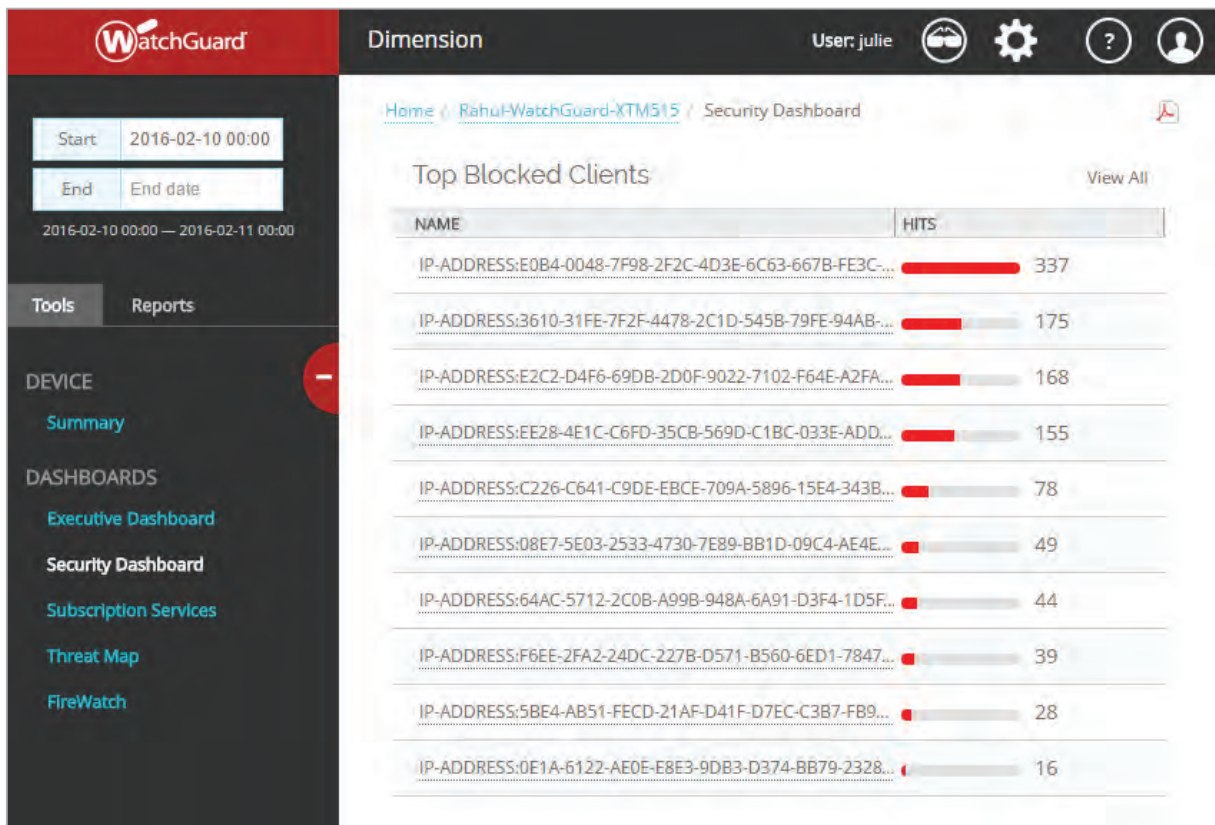 WatchGuard
Dimension
User: julie
?
Start 2016-02-10 00:00
End End date
2016-02-10 00:00 — 2016-02-11 00:00
Tools Reports
DEVICE
Summary
DASHBOARDS
Executive Dashboard
Security Dashboard
Subscription Services
Threat Map
FireWatch
Home / Rahul-WatchGuard-XTM515 / Security Dashboard
Top Blocked Clients View All
NAME HITS
IP-ADDRESS:E0B4-0048-7F98-2F2C-4D3E-6C63-667B-FE3C-... 337
IP-ADDRESS:3610-31FE-7F2F-4478-2C1D-545B-79FE-94AB-... 175
IP-ADDRESS:E2C2-D4F6-69DB-2D0F-9022-7102-F64E-A2FA... 168
IP-ADDRESS:EE28-4E1C-C6FD-35CB-569D-C1BC-033E-ADD... 155
IP-ADDRESS:C226-C641-C9DE-EBCE-709A-5896-15E4-343B... 78
IP-ADDRESS:08E7-5E03-2533-4730-7E89-BB1D-09C4-AE4E... 49
IP-ADDRESS:64AC-5712-2C0B-A99B-948A-6A91-D3F4-1D5F... 44
IP-ADDRESS:F6EE-2FA2-24DC-227B-D571-B560-6ED1-7847... 39
IP-ADDRESS:5BE4-AB51-FECD-21AF-D41F-D7EC-C3B7-FB9... 28
IP-ADDRESS:0E1A-6122-AE0E-E8E3-9DB3-D374-BB79-2328... 16